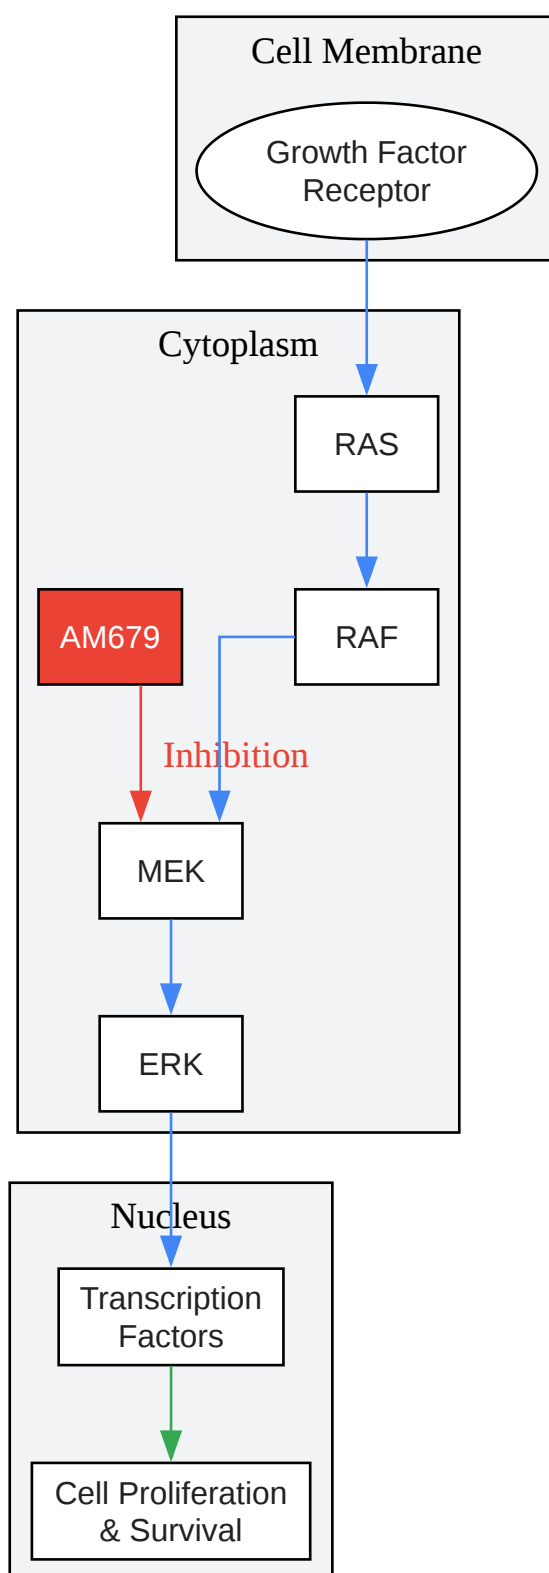 Cell Membrane
Growth Factor
Receptor
Cytoplasm
RAS
AM679
RAF
Inhibition
MEK
ERK
Nucleus
Transcription
Factors
Cell Proliferation
& Survival